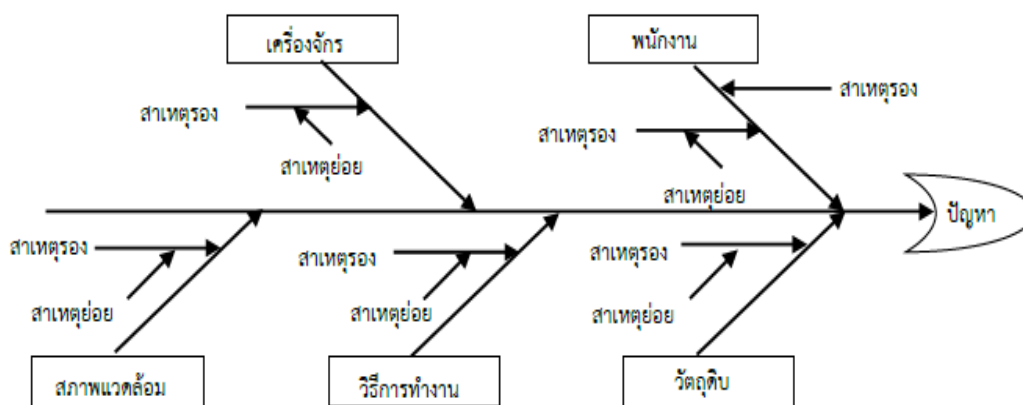 เครื่องจักร
พนักงาน
สาเหตุรอง
สาเหตุรอง
สาเหตุรอง
สาเหตุย่อย
สาเหตุย่อย
ปัญหา
สาเหตุรอง
สาเหตุรอง
สาเหตุรอง
สาเหตุย่อย
สาเหตุย่อย
สาเหตุย่อย
สภาพแวดล้อม
วิธีการทำงาน
วัตถุดิบ